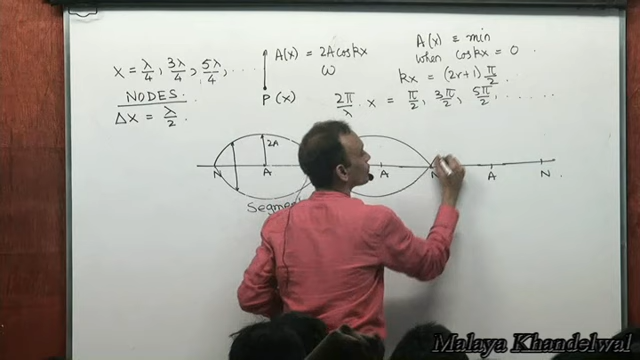 x = λ/4, 3λ/4, 5λ/4, ....
NODES.
Δx = λ/2.
A(x) = 2A cos kx
ω
P (x)
A(x) ≡ min
when cos kx = 0.
kx = (2r+1) π/2.
2π/λ . x = π/2, 3π/2, 5π/2, ......
2A
N A A N A N
Segmen
Malaya Khandelwal